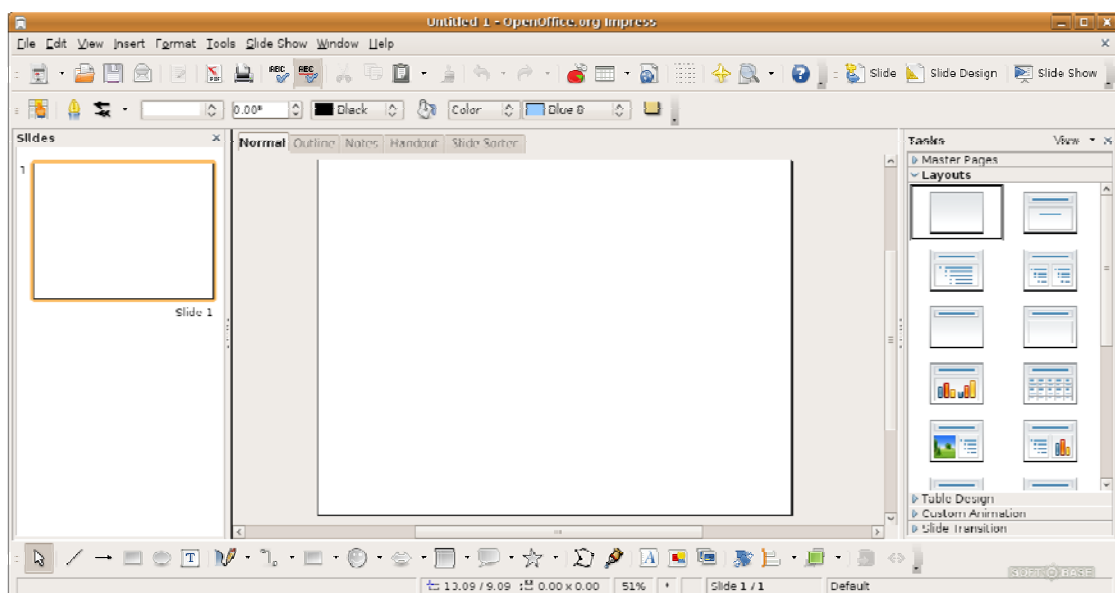 Untitled 1 - OpenOffice.org Impress
File Edit View Insert Format Tools Slide Show Window Help
Slide Slide Design Slide Show
0.00" Black Color Blue 8
Slides
Normal Outline Notes Handout Slide Sorter
Tasks View
Master Pages
Layouts
1
Slide 1
Table Design
Custom Animation
Slide Transition
13.09 / 9.09 0.00 x 0.00 51% * Slide 1 / 1 Default
SOFT BASE